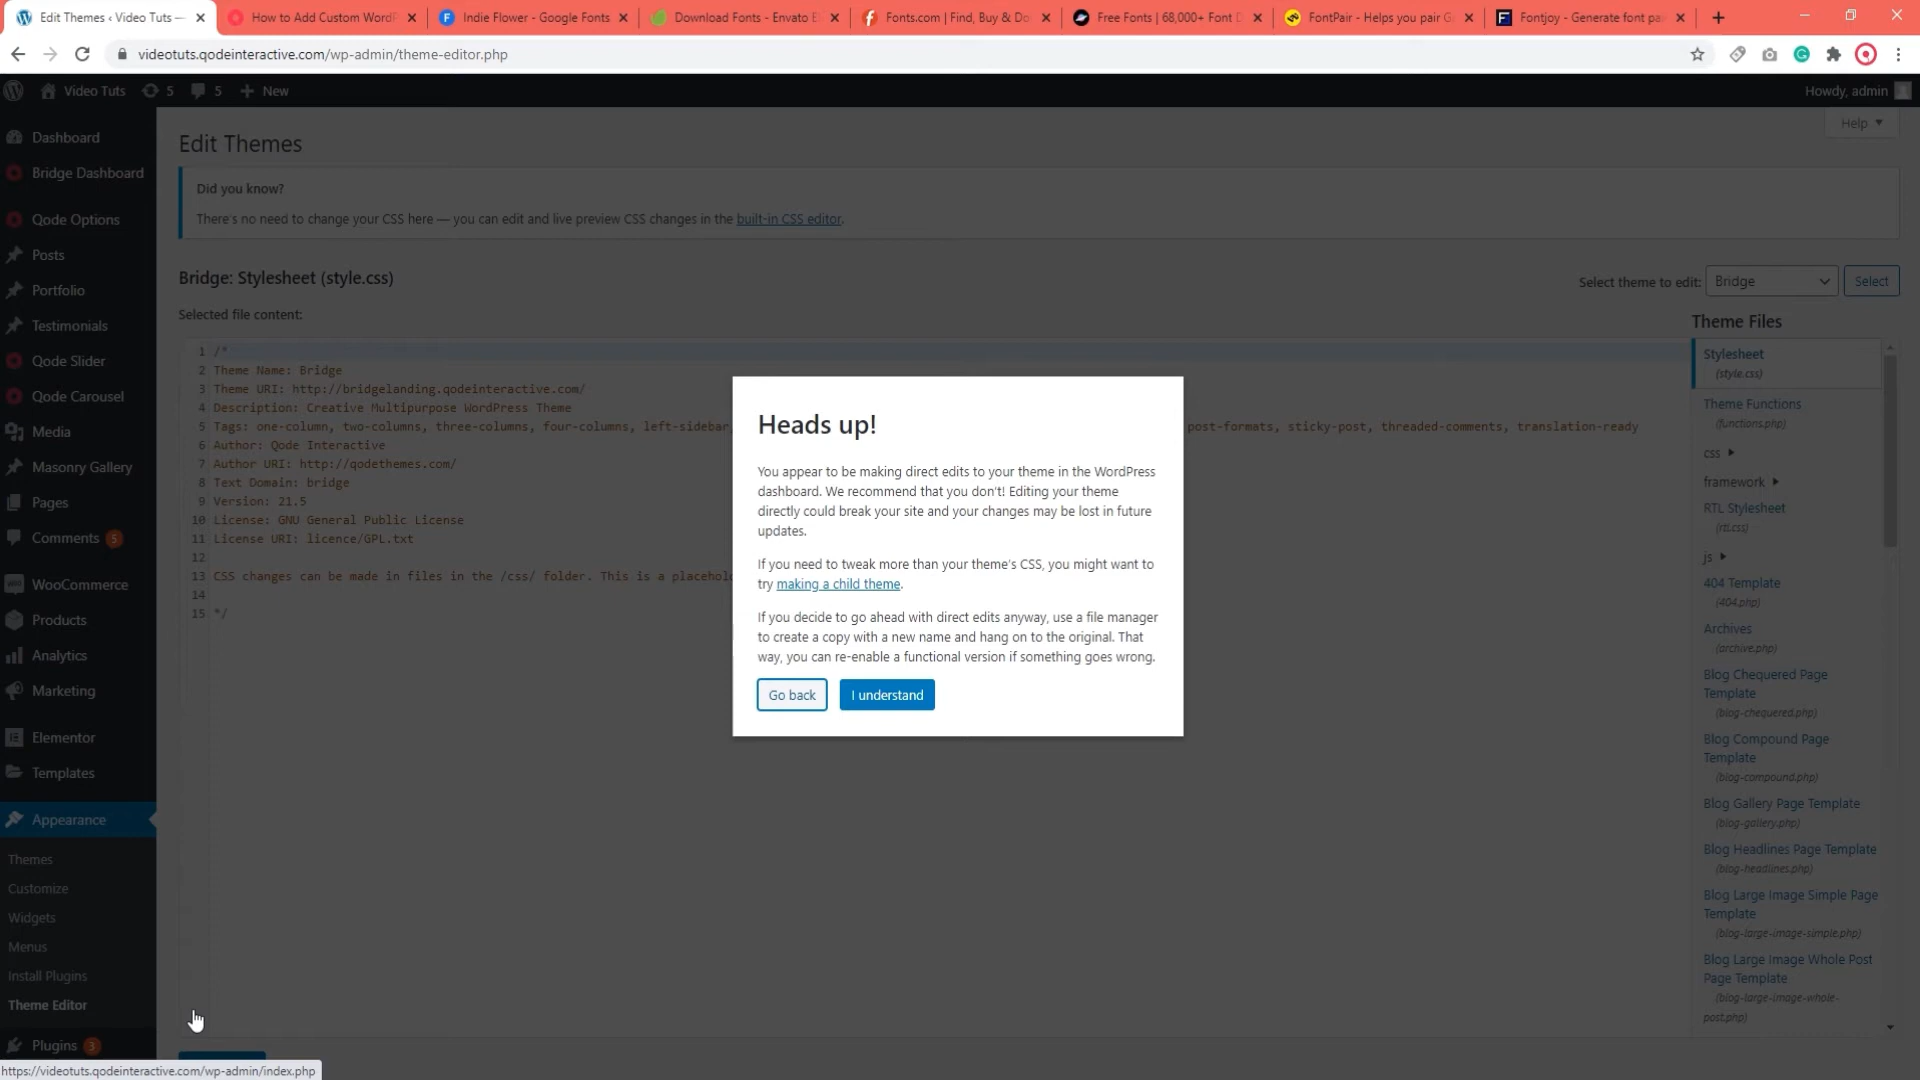 Edit Themes ‹ Video Tuts —
How to Add Custom WordP
Indie Flower - Google Fonts
Download Fonts - Envato E
Fonts.com | Find, Buy & Do
Free Fonts | 68,000+ Font D
FontPair - Helps you pair G
Fontjoy - Generate font pa
videotuts.qodeinteractive.com/wp-admin/theme-editor.php
Video Tuts
5
5
New
Howdy, admin
Help
Dashboard
Bridge Dashboard
Qode Options
Posts
Portfolio
Testimonials
Qode Slider
Qode Carousel
Media
Masonry Gallery
Pages
Comments 5
WooCommerce
Products
Analytics
Marketing
Elementor
Templates
Appearance
Themes
Customize
Widgets
Menus
Install Plugins
Theme Editor
Plugins 3
Edit Themes
Did you know?
There's no need to change your CSS here — you can edit and live preview CSS changes in the built-in CSS editor.
Bridge: Stylesheet (style.css)
Select theme to edit: Bridge Select
Selected file content:
1 /*
2 Theme Name: Bridge
3 Theme URI: http://bridgelanding.qodeinteractive.com/
4 Description: Creative Multipurpose WordPress Theme
5 Tags: one-column, two-columns, three-columns, four-columns, left-sidebar, post-formats, sticky-post, threaded-comments, translation-ready
6 Author: Qode Interactive
7 Author URI: http://qodethemes.com/
8 Text Domain: bridge
9 Version: 21.5
10 License: GNU General Public License
11 License URI: licence/GPL.txt
12
13 CSS changes can be made in files in the /css/ folder. This is a placehol
14
15 */
Heads up!
You appear to be making direct edits to your theme in the WordPress
dashboard. We recommend that you don't! Editing your theme
directly could break your site and your changes may be lost in future
updates.
If you need to tweak more than your theme's CSS, you might want to
try making a child theme.
If you decide to go ahead with direct edits anyway, use a file manager
to create a copy with a new name and hang on to the original. That
way, you can re-enable a functional version if something goes wrong.
Go back
I understand
Theme Files
Stylesheet
(style.css)
Theme Functions
(functions.php)
css
framework
RTL Stylesheet
(rtl.css)
js
404 Template
(404.php)
Archives
(archive.php)
Blog Chequered Page
Template
(blog-chequered.php)
Blog Compound Page
Template
(blog-compound.php)
Blog Gallery Page Template
(blog-gallery.php)
Blog Headlines Page Template
(blog-headlines.php)
Blog Large Image Simple Page
Template
(blog-large-image-simple.php)
Blog Large Image Whole Post
Page Template
(blog-large-image-whole-
post.php)
https://videotuts.qodeinteractive.com/wp-admin/index.php